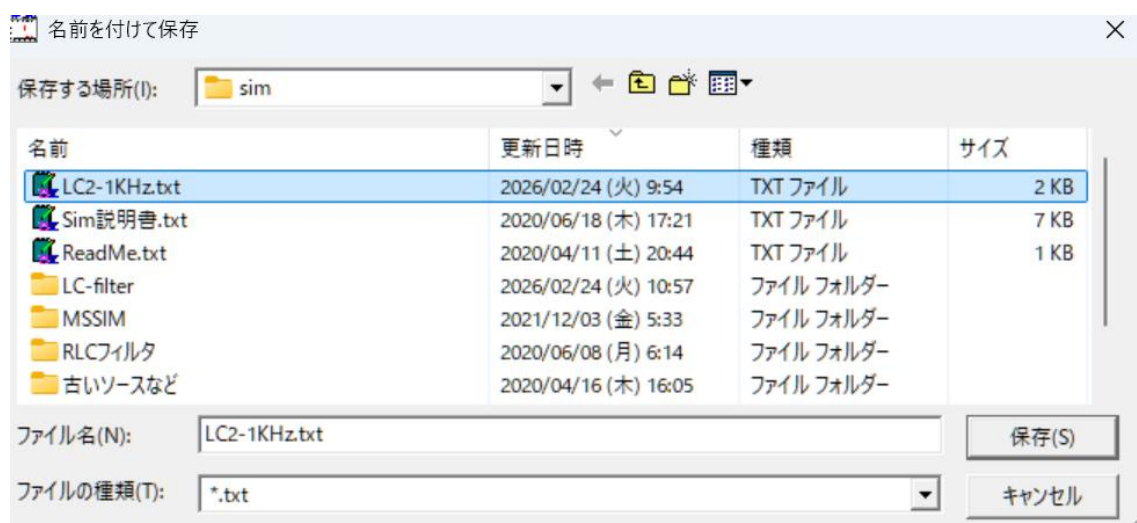 名前を付けて保存
保存する場所(I): sim
名前 更新日時 種類 サイズ
LC2-1KHz.txt 2026/02/24 (火) 9:54 TXT ファイル 2 KB
Sim説明書.txt 2020/06/18 (木) 17:21 TXT ファイル 7 KB
ReadMe.txt 2020/04/11 (土) 20:44 TXT ファイル 1 KB
LC-filter 2026/02/24 (火) 10:57 ファイル フォルダー
MSSIM 2021/12/03 (金) 5:33 ファイル フォルダー
RLCフィルタ 2020/06/08 (月) 6:14 ファイル フォルダー
古いソースなど 2020/04/16 (木) 16:05 ファイル フォルダー
ファイル名(N): LC2-1KHz.txt 保存(S)
ファイルの種類(T): *.txt キャンセル